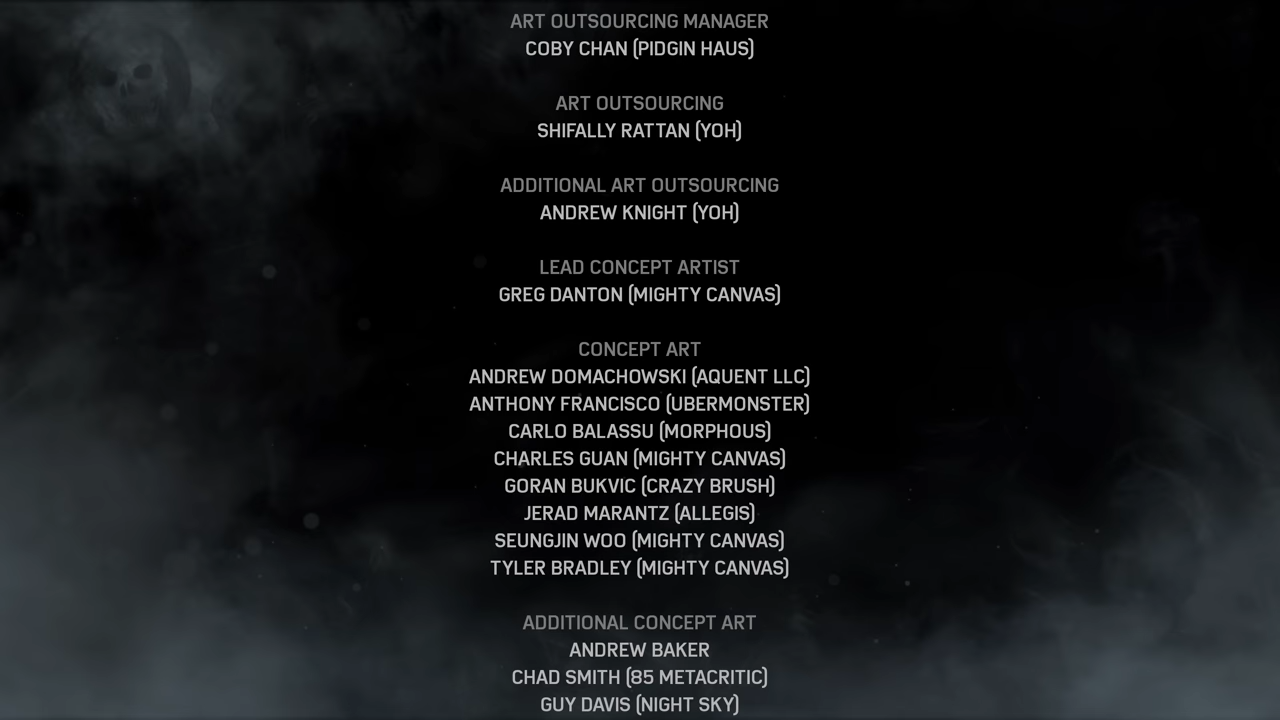 ART OUTSOURCING MANAGER
COBY CHAN (PIDGIN HAUS)
ART OUTSOURCING
SHIFALLY RATTAN (YOH)
ADDITIONAL ART OUTSOURCING
ANDREW KNIGHT (YOH)
LEAD CONCEPT ARTIST
GREG DANTON (MIGHTY CANVAS)
CONCEPT ART
ANDREW DOMACHOWSKI (AQUENT LLC)
ANTHONY FRANCISCO (UBERMONSTER)
CARLO BALASSU (MORPHOUS)
CHARLES GUAN (MIGHTY CANVAS)
GORAN BUKVIC (CRAZY BRUSH)
JERAD MARANTZ (ALLEGIS)
SEUNGJIN WOO (MIGHTY CANVAS)
TYLER BRADLEY (MIGHTY CANVAS)
ADDITIONAL CONCEPT ART
ANDREW BAKER
CHAD SMITH (85 METACRITIC)
GUY DAVIS (NIGHT SKY)